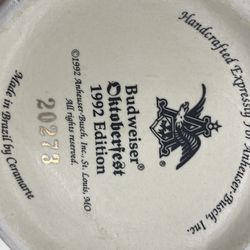 Handcrafted Expressly For Anheuser-Busch, Inc.
Budweiser®
Oktoberfest
1992 Edition
©1992 Anheuser-Busch, Inc., St. Louis, MO
All rights reserved.
20273
Made in Brazil by Ceramarte